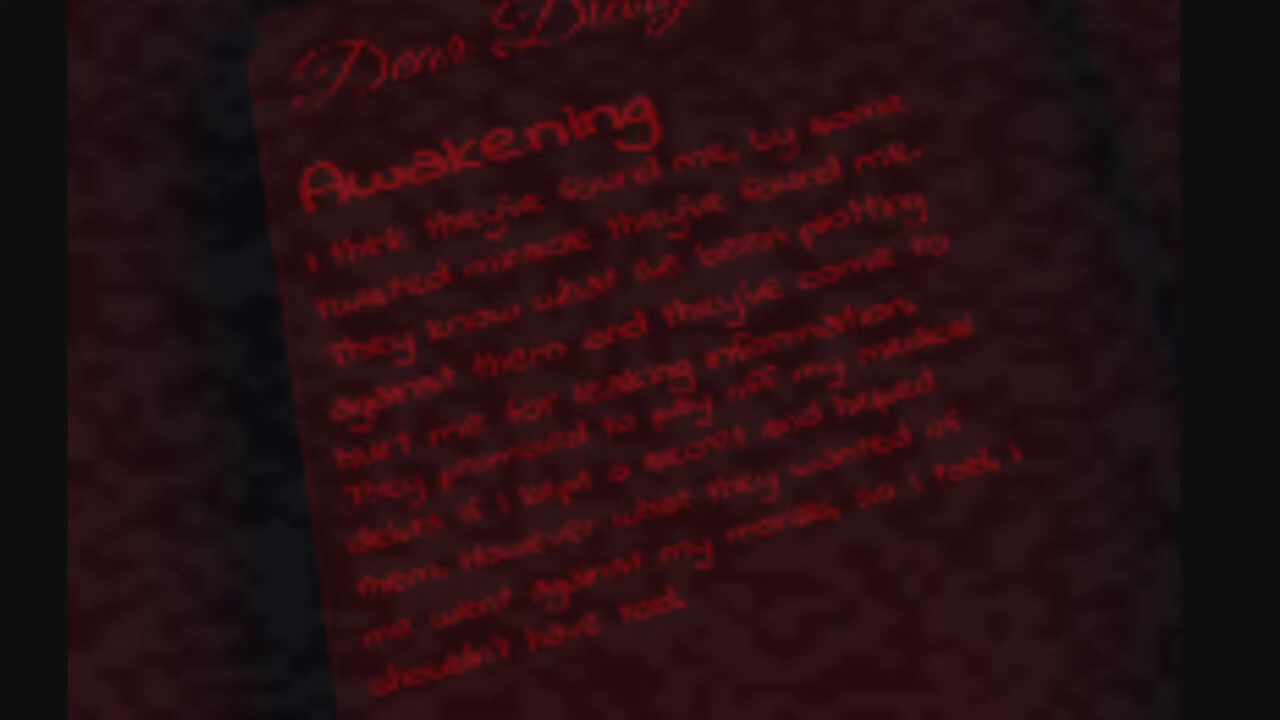 Dear Diary
Awakening
I think they've found me, by some
twisted miracle they've found me.
They know what I've been plotting
against them and they've come to
hurt me for leaking information.
They promised to pay off my medical
debts if I kept a secret and helped
them. However what they wanted of
me went against my morals, so I told. I
shouldn't have told.